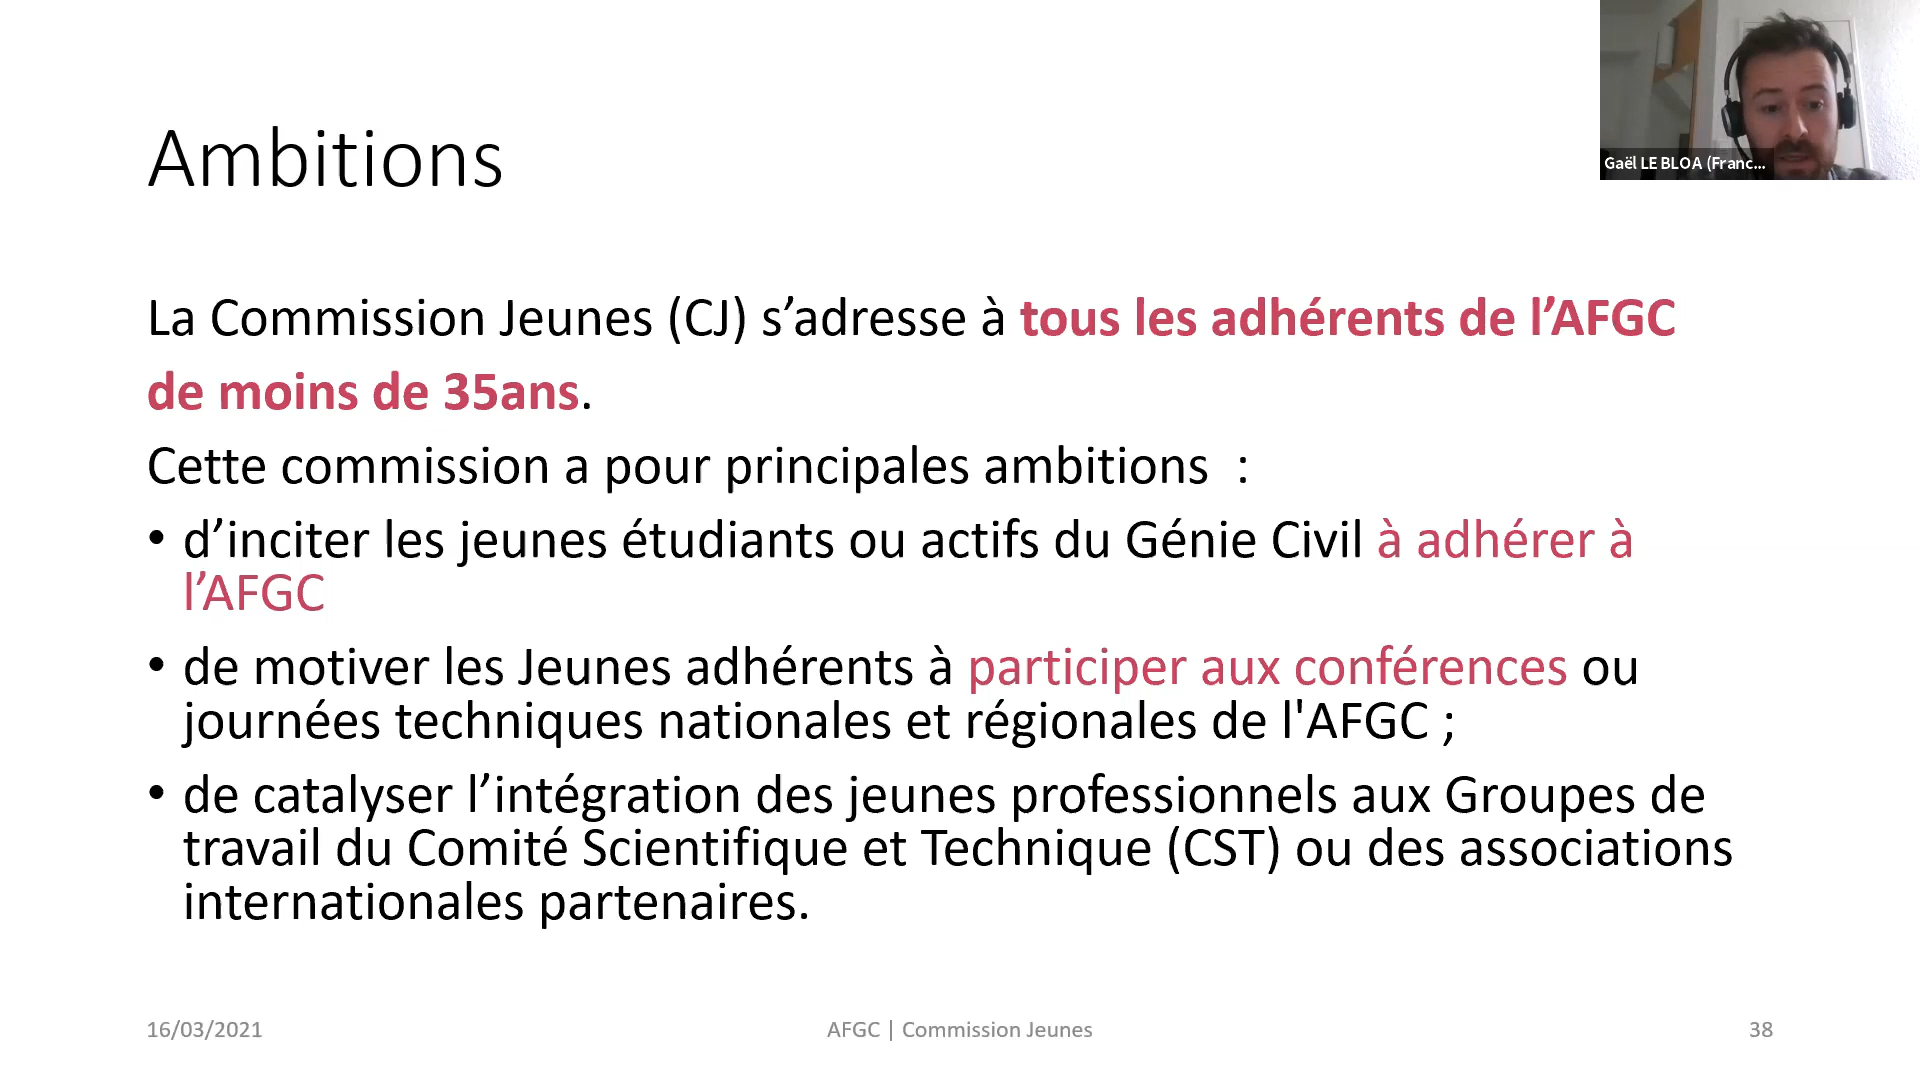 Gaël LE BLOA (Franc...
Ambitions
La Commission Jeunes (CJ) s’adresse à tous les adhérents de l’AFGC
de moins de 35ans.
Cette commission a pour principales ambitions  :
• d’inciter les jeunes étudiants ou actifs du Génie Civil à adhérer à
l’AFGC
• de motiver les Jeunes adhérents à participer aux conférences ou
journées techniques nationales et régionales de l'AFGC ;
• de catalyser l’intégration des jeunes professionnels aux Groupes de
travail du Comité Scientifique et Technique (CST) ou des associations
internationales partenaires.
16/03/2021
AFGC | Commission Jeunes
38